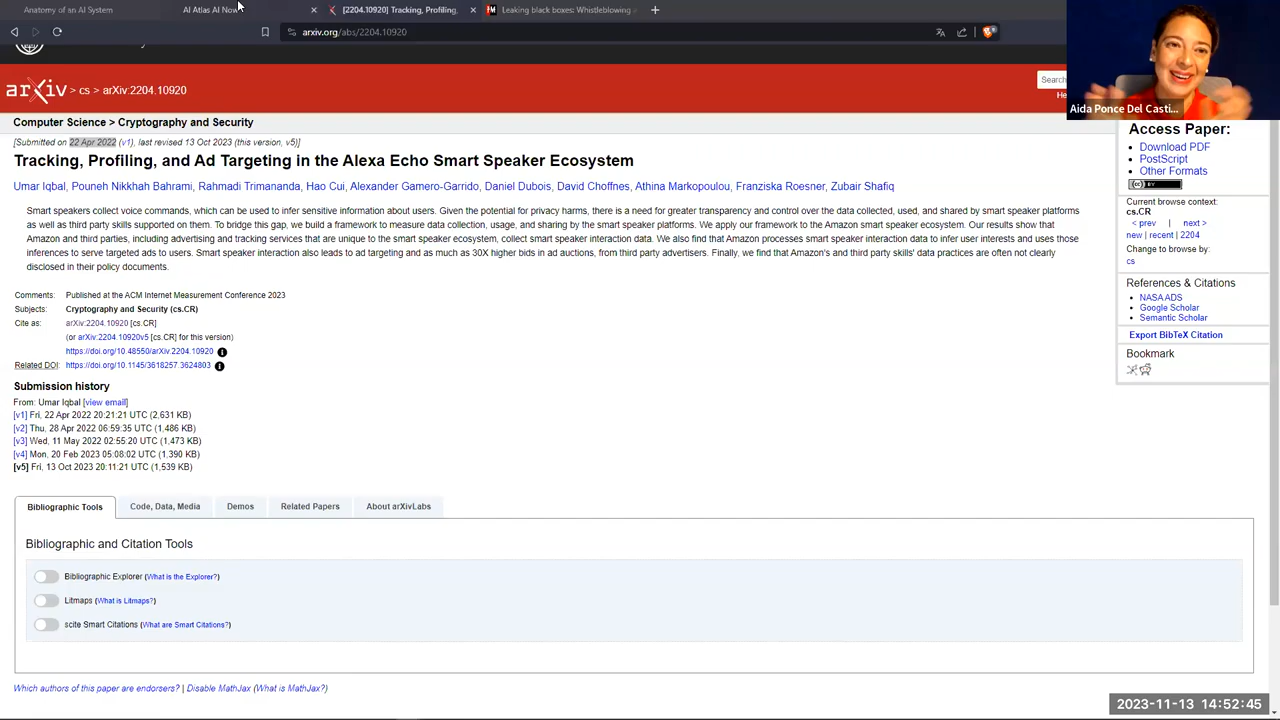 Anatomy of an AI System
AI Atlas AI Now
[2204.10920] Tracking, Profiling,
Leaking black boxes: Whistleblowing
arxiv.org/abs/2204.10920
arXiv > cs > arXiv:2204.10920
Search
He
Aida Ponce Del Casti...
Computer Science > Cryptography and Security
[Submitted on 22 Apr 2022 (v1), last revised 13 Oct 2023 (this version, v5)]
Tracking, Profiling, and Ad Targeting in the Alexa Echo Smart Speaker Ecosystem
Umar Iqbal, Pouneh Nikkhah Bahrami, Rahmadi Trimananda, Hao Cui, Alexander Gamero-Garrido, Daniel Dubois, David Choffnes, Athina Markopoulou, Franziska Roesner, Zubair Shafiq
Smart speakers collect voice commands, which can be used to infer sensitive information about users. Given the potential for privacy harms, there is a need for greater transparency and control over the data collected, used, and shared by smart speaker platforms
as well as third party skills supported on them. To bridge this gap, we build a framework to measure data collection, usage, and sharing by the smart speaker platforms. We apply our framework to the Amazon smart speaker ecosystem. Our results show that
Amazon and third parties, including advertising and tracking services that are unique to the smart speaker ecosystem, collect smart speaker interaction data. We also find that Amazon processes smart speaker interaction data to infer user interests and uses those
inferences to serve targeted ads to users. Smart speaker interaction also leads to ad targeting and as much as 30X higher bids in ad auctions, from third party advertisers. Finally, we find that Amazon's and third party skills' data practices are often not clearly
disclosed in their policy documents.
Comments: Published at the ACM Internet Measurement Conference 2023
Subjects: Cryptography and Security (cs.CR)
Cite as: arXiv:2204.10920 [cs.CR]
(or arXiv:2204.10920v5 [cs.CR] for this version)
https://doi.org/10.48550/arXiv.2204.10920
Related DOI: https://doi.org/10.1145/3618257.3624803
Submission history
From: Umar Iqbal [view email]
[v1] Fri, 22 Apr 2022 20:21:21 UTC (2,631 KB)
[v2] Thu, 28 Apr 2022 06:59:35 UTC (1,486 KB)
[v3] Wed, 11 May 2022 02:55:20 UTC (1,473 KB)
[v4] Mon, 20 Feb 2023 05:08:02 UTC (1,390 KB)
[v5] Fri, 13 Oct 2023 20:11:21 UTC (1,539 KB)
Access Paper:
Download PDF
PostScript
Other Formats
Current browse context:
cs.CR
< prev | next >
new | recent | 2204
Change to browse by:
cs
References & Citations
NASA ADS
Google Scholar
Semantic Scholar
Export BibTeX Citation
Bookmark
Bibliographic Tools
Code, Data, Media
Demos
Related Papers
About arXivLabs
Bibliographic and Citation Tools
Bibliographic Explorer (What is the Explorer?)
Litmaps (What is Litmaps?)
scite Smart Citations (What are Smart Citations?)
Which authors of this paper are endorsers? | Disable MathJax (What is MathJax?)
2023-11-13 14:52:45